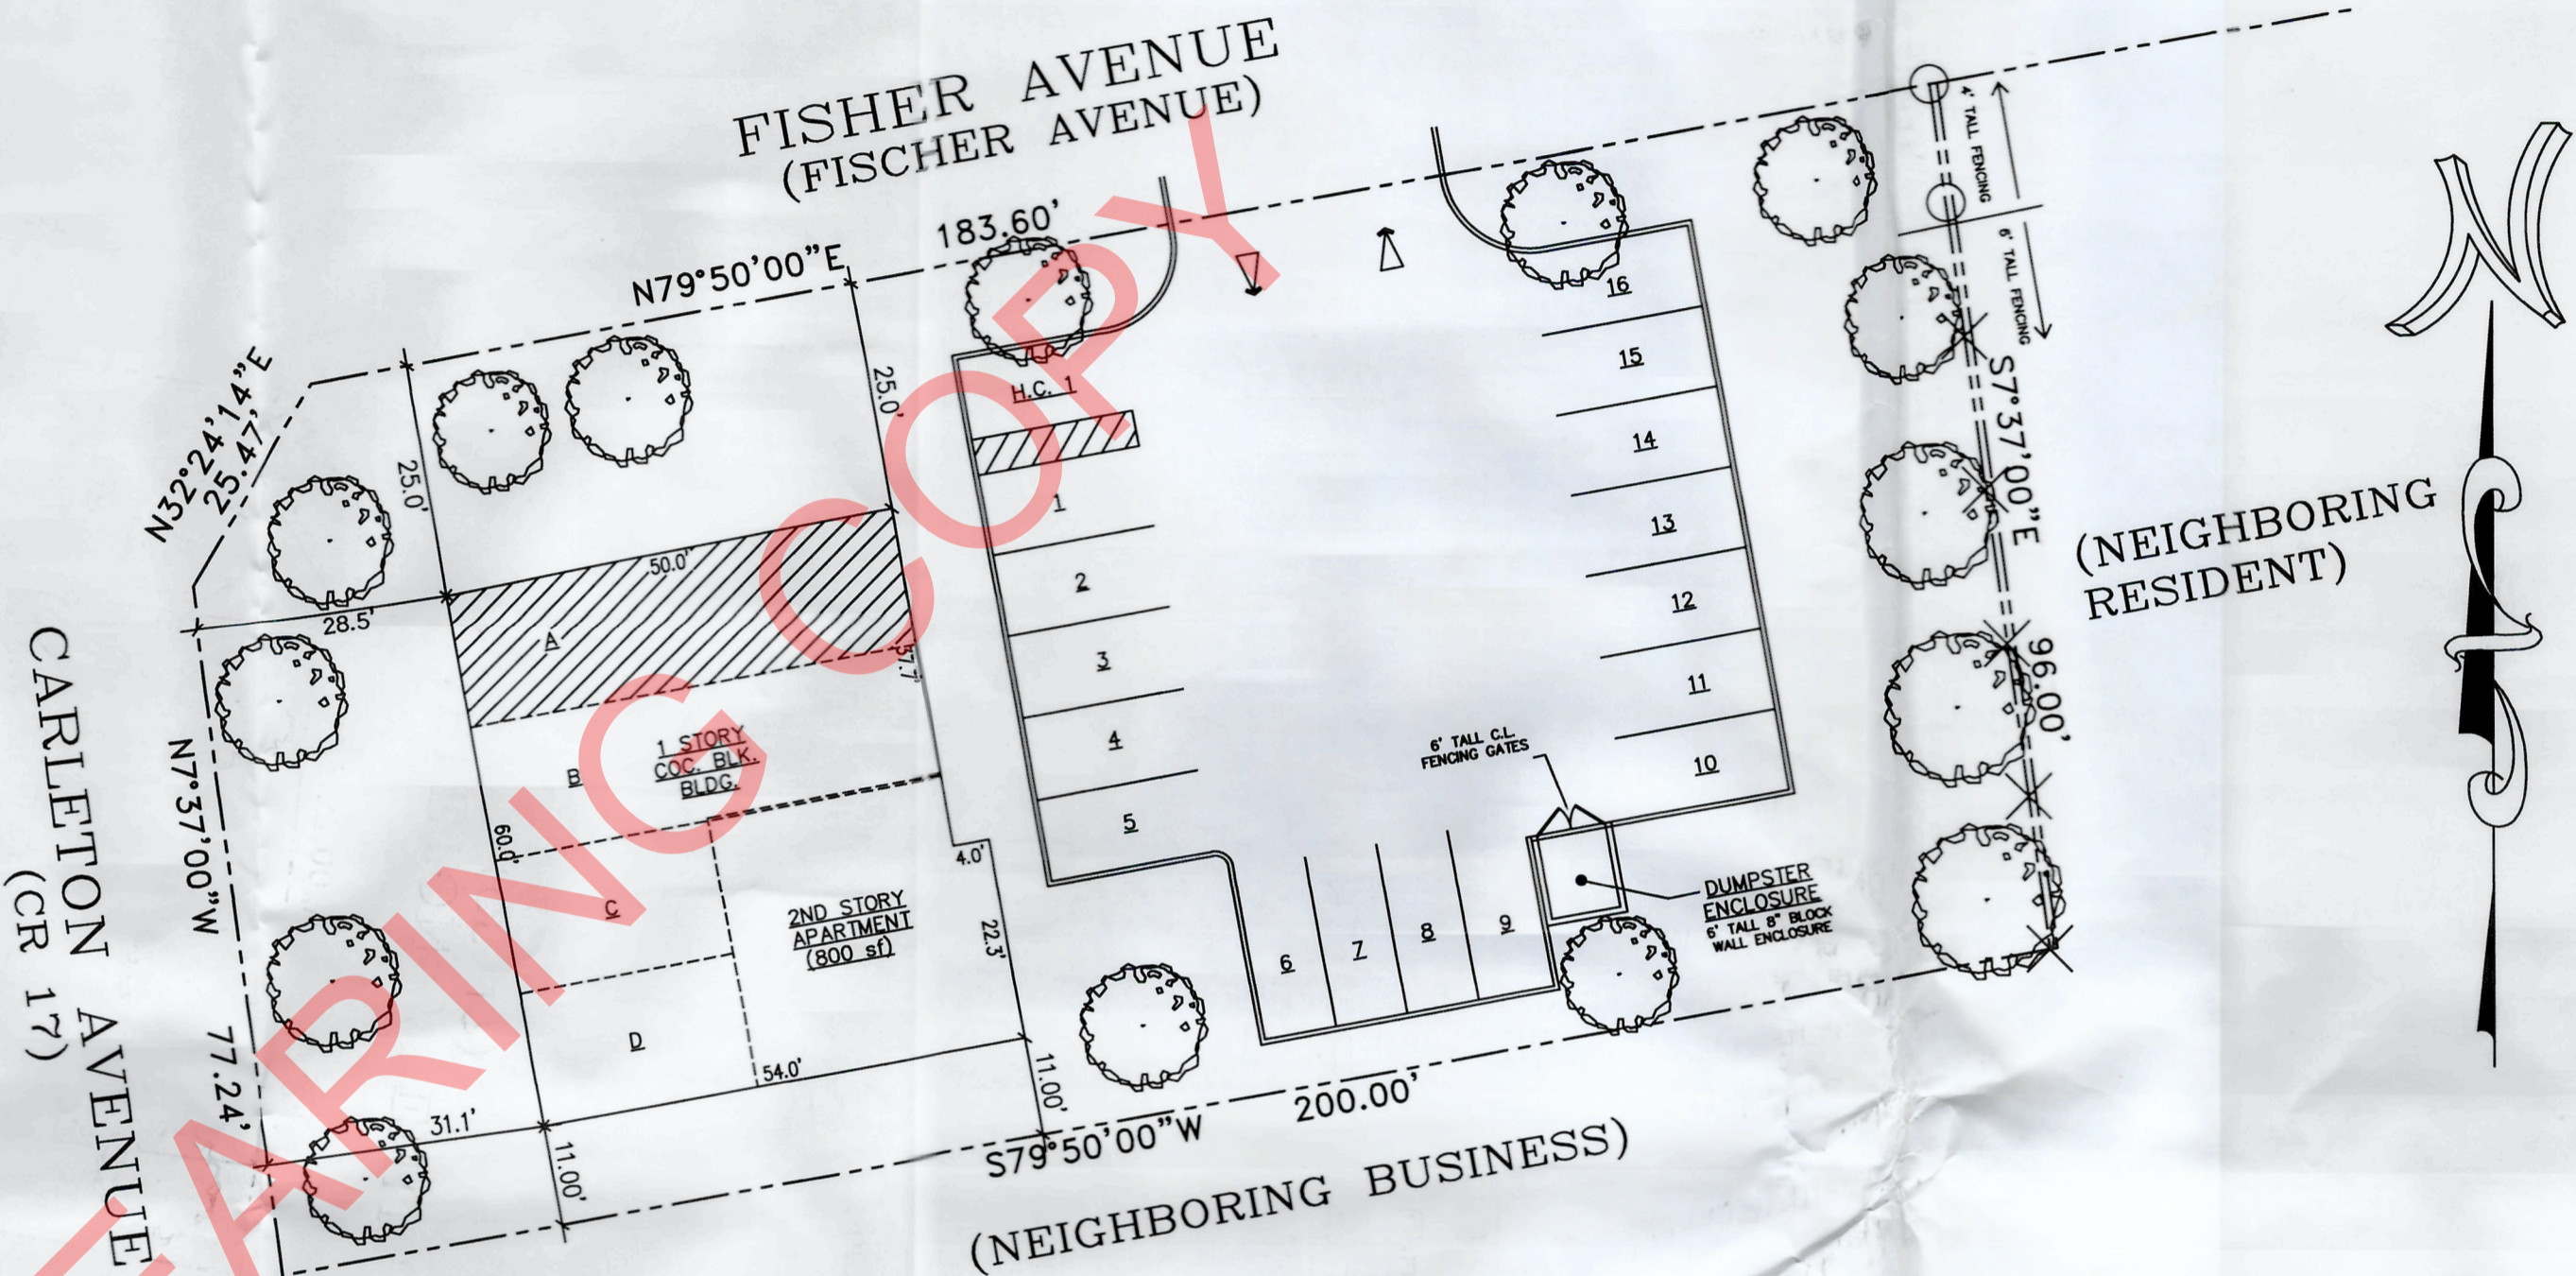 FISHER AVENUE
(FISCHER AVENUE)
N79°50'00"E
183.60'
N32°24'14"E
25.47'
25.0'
25.0'
28.5'
50.0'
A
37.7'
1 STORY
COC. BLK.
BLDG.
B
60.0'
C
D
2ND STORY
APARTMENT
(800 sf)
4.0'
22.3'
54.0'
31.1'
11.00'
11.00'
CARLETON AVENUE
(CR 17)
N7°37'00"W
77.24'
H.C. 1
1
2
3
4
5
6
7
8
9
10
11
12
13
14
15
16
6' TALL C.L.
FENCING GATES
DUMPSTER
ENCLOSURE
6' TALL 8" BLOCK
WALL ENCLOSURE
4' TALL FENCING
6' TALL FENCING
S7°37'00"E
96.00'
(NEIGHBORING
RESIDENT)
S79°50'00"W
200.00'
(NEIGHBORING BUSINESS)
N
EARING COPY